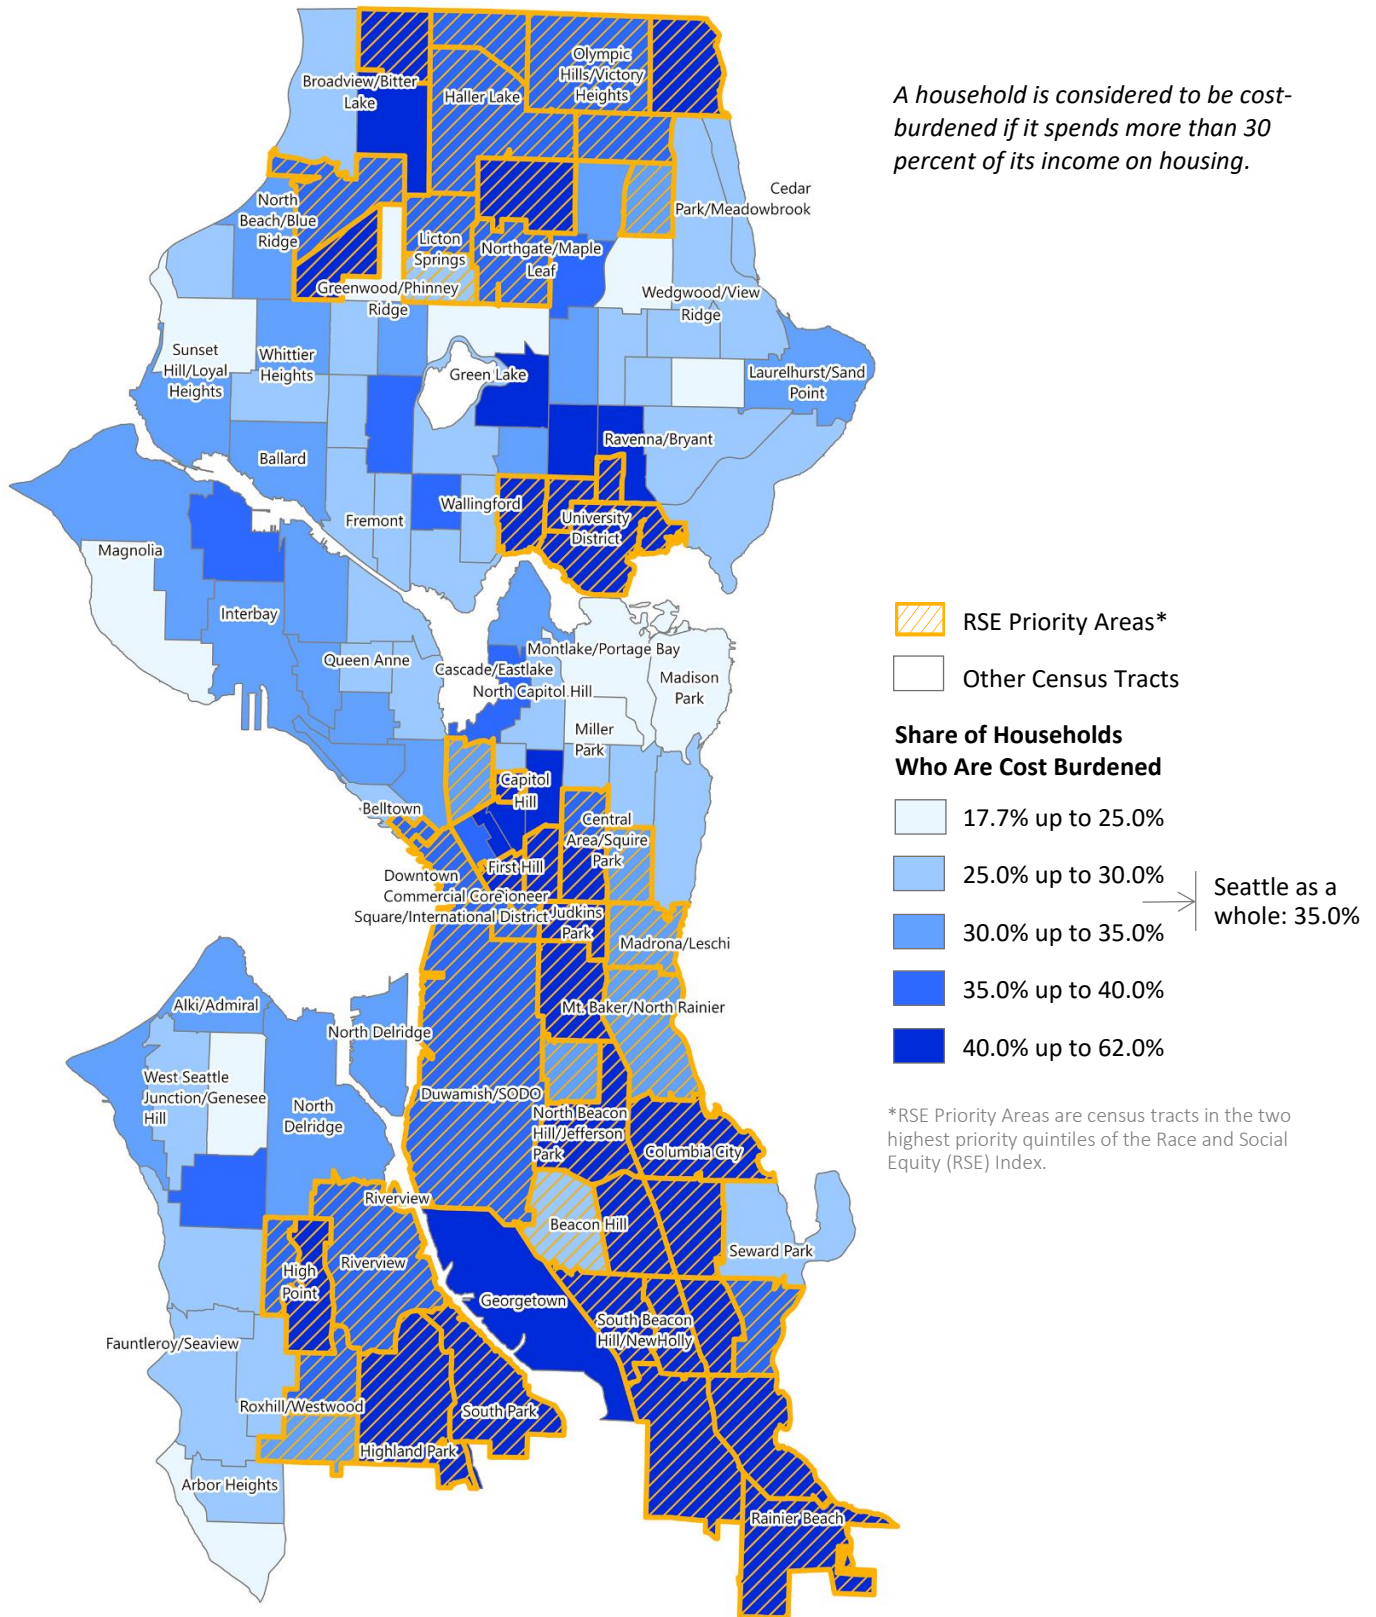 Broadview/Bitter
Lake
Haller Lake
Olympic
Hills/Victory
Heights
A household is considered to be cost-
burdened if it spends more than 30
percent of its income on housing.
Cedar
Park/Meadowbrook
North
Beach/Blue
Ridge
Licton
Springs
Northgate/Maple
Leaf
Greenwood/Phinney
Ridge
Wedgwood/View
Ridge
Sunset
Hill/Loyal
Heights
Whittier
Heights
Green Lake
Laurelhurst/Sand
Point
Ballard
Ravenna/Bryant
Fremont
Wallingford
University
District
Magnolia
Interbay
Queen Anne
Cascade/Eastlake
Montlake/Portage Bay
North Capitol Hill
Madison
Park
Miller
Park
Capitol
Hill
Belltown
Central
Area/Squire
Park
First Hill
Downtown
Commercial Core
Pioneer
Square/International District
Judkins
Park
Madrona/Leschi
Mt. Baker/North Rainier
Alki/Admiral
North Delridge
West Seattle
Junction/Genesee
Hill
North
Delridge
Duwamish/SODO
North Beacon
Hill/Jefferson
Park
Columbia City
Riverview
Beacon Hill
Seward Park
High
Point
Riverview
Georgetown
South Beacon
Hill/NewHolly
Fauntleroy/Seaview
Roxhill/Westwood
South Park
Highland Park
Arbor Heights
Rainier Beach
RSE Priority Areas*
Other Census Tracts
Share of Households
Who Are Cost Burdened
17.7% up to 25.0%
25.0% up to 30.0%
30.0% up to 35.0%
35.0% up to 40.0%
40.0% up to 62.0%
Seattle as a
whole: 35.0%
*RSE Priority Areas are census tracts in the two
highest priority quintiles of the Race and Social
Equity (RSE) Index.